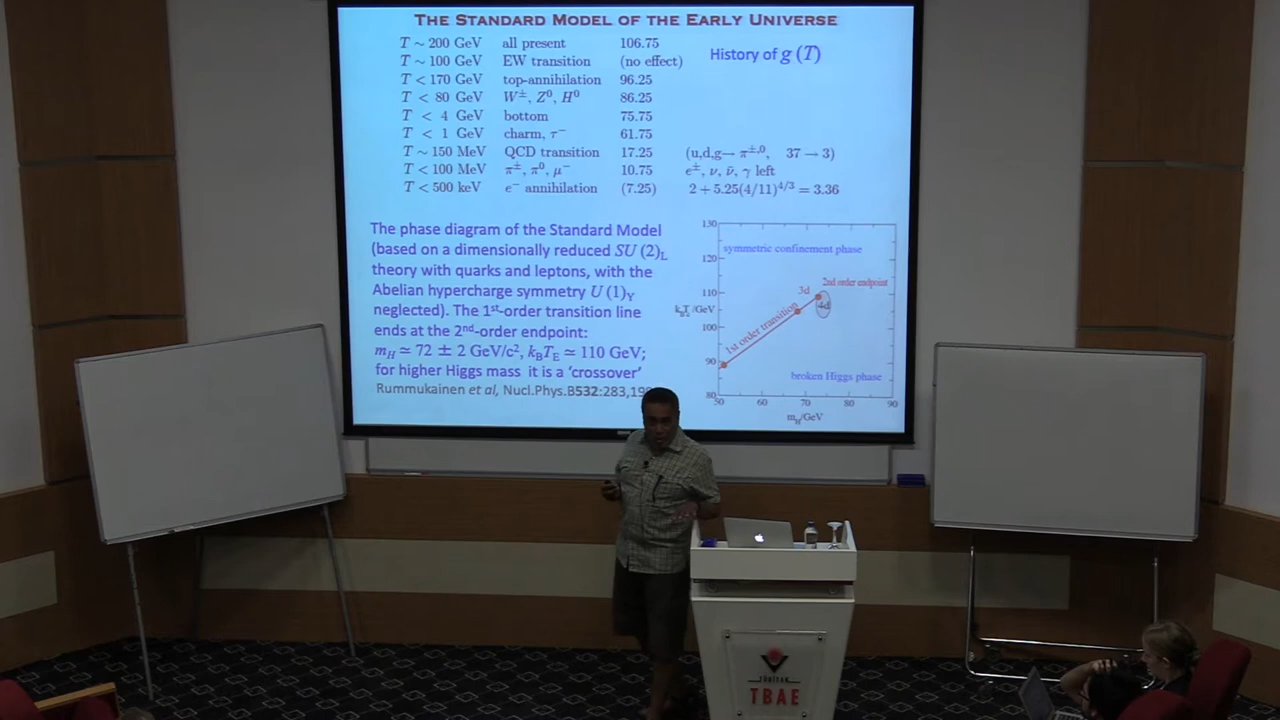 THE STANDARD MODEL OF THE EARLY UNIVERSE
T ~ 200 GeV all present 106.75
T ~ 100 GeV EW transition (no effect)
T < 170 GeV top-annihilation 96.25
T < 80 GeV W±, Z⁰, H⁰ 86.25
T < 4 GeV bottom 75.75
T < 1 GeV charm, τ⁻ 61.75
T ~ 150 MeV QCD transition 17.25 (u,d,g→ π±,0, 37 → 3)
T < 100 MeV π±, π⁰, μ⁻ 10.75 e±, ν, ν̄, γ left
T < 500 keV e⁻ annihilation (7.25) 2 + 5.25(4/11)^4/3 = 3.36
History of g (T)
The phase diagram of the Standard Model
(based on a dimensionally reduced SU (2)L
theory with quarks and leptons, with the
Abelian hypercharge symmetry U (1)Y
neglected). The 1st-order transition line
ends at the 2nd-order endpoint:
mH ≃ 72 ± 2 GeV/c², kBTE ≃ 110 GeV;
for higher Higgs mass it is a 'crossover'
Rummukainen et al, Nucl.Phys.B532:283,19
130
symmetric confinement phase
120
2nd order endpoint
3d
110
4d
/GeV
1st order transition
100
90
broken Higgs phase
80
50 60 70 80 90
mH/GeV
TBAE